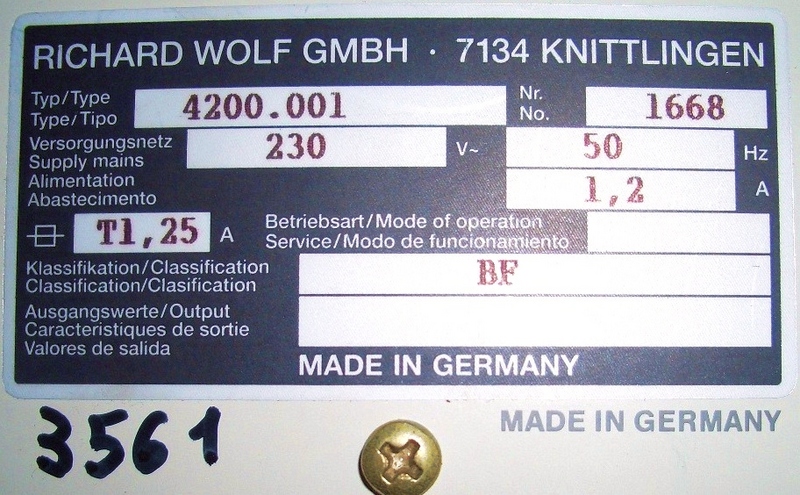 RICHARD WOLF GMBH · 7134 KNITTLINGEN
Typ/Type
Type/Tipo
4200.001
Nr.
No.
1668
Versorgungsnetz
Supply mains
Alimentation
Abastecimento
230
V~
50
Hz
1,2
A
T1,25
A
Betriebsart/Mode of operation
Service/Modo de funcionamiento
Klassifikation/Classification
Classification/Clasification
BF
Ausgangswerte/Output
Caracteristiques de sortie
Valores de salida
MADE IN GERMANY
MADE IN GERMANY
3561